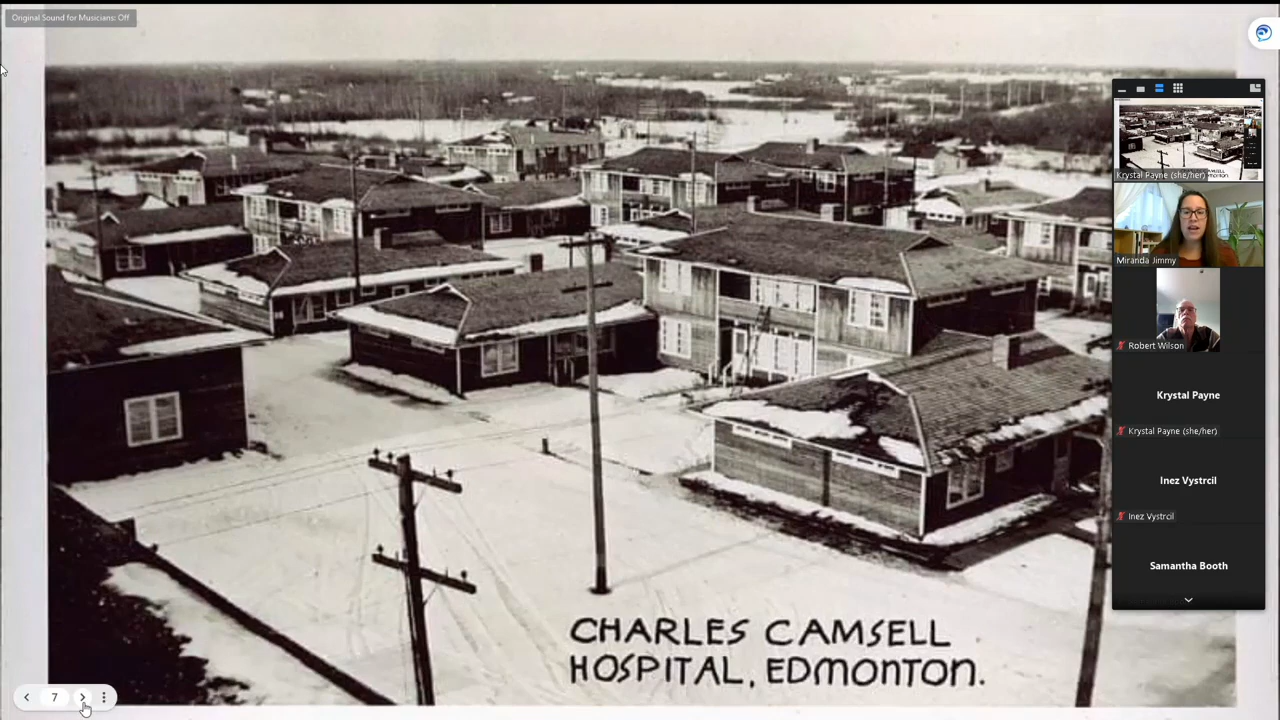 Original Sound for Musicians: Off
Krystal Payne (she/her)
Miranda Jimmy
Robert Wilson
Krystal Payne
Krystal Payne (she/her)
Inez Vystrcil
Inez Vystrcil
Samantha Booth
CHARLES CAMSELL
HOSPITAL, EDMONTON.
7